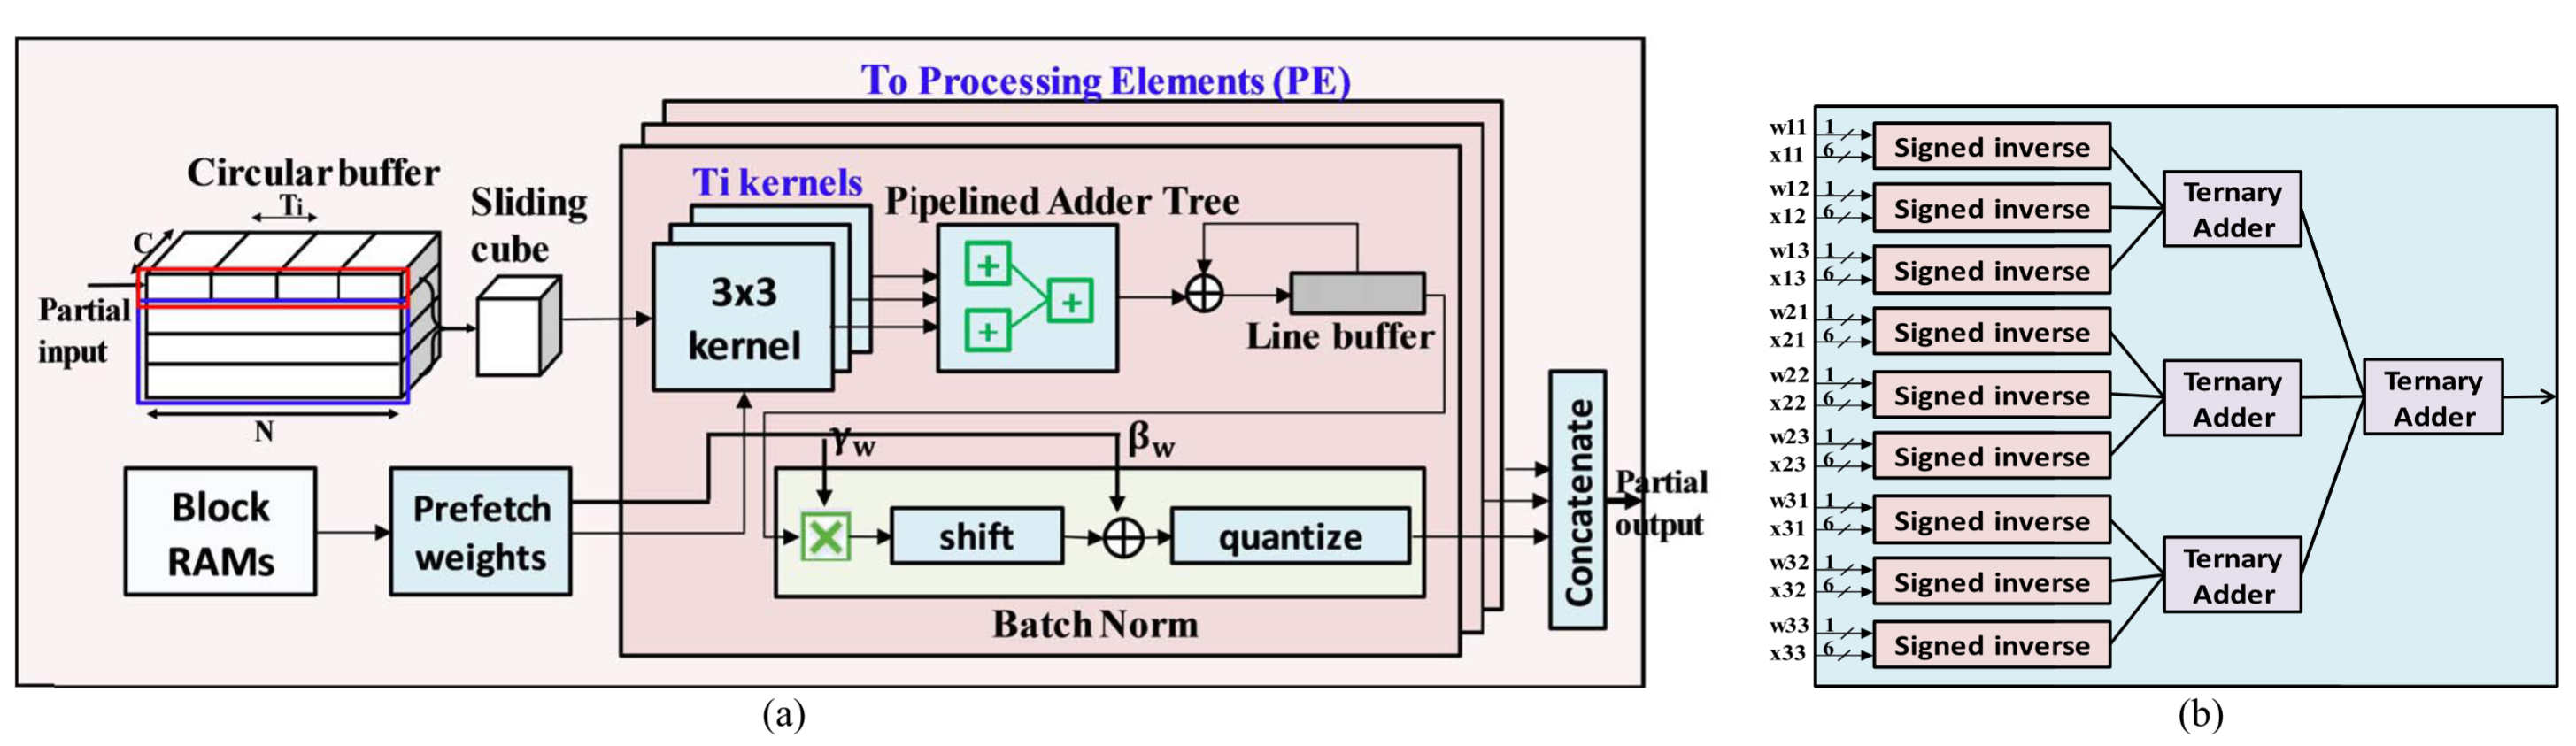 To Processing Elements (PE)
Circular buffer
Ti
C
Partial
input
N
Sliding
cube
Ti kernels
3x3
kernel
Pipelined Adder Tree
+
+
+
Line buffer
Block
RAMs
Prefetch
weights
γw
βw
shift
quantize
Batch Norm
Concatenate
Partial
output
(a)
w11 1
x11 6
Signed inverse
w12 1
x12 6
Signed inverse
w13 1
x13 6
Signed inverse
w21 1
x21 6
Signed inverse
w22 1
x22 6
Signed inverse
w23 1
x23 6
Signed inverse
w31 1
x31 6
Signed inverse
w32 1
x32 6
Signed inverse
w33 1
x33 6
Signed inverse
Ternary
Adder
Ternary
Adder
Ternary
Adder
Ternary
Adder
(b)